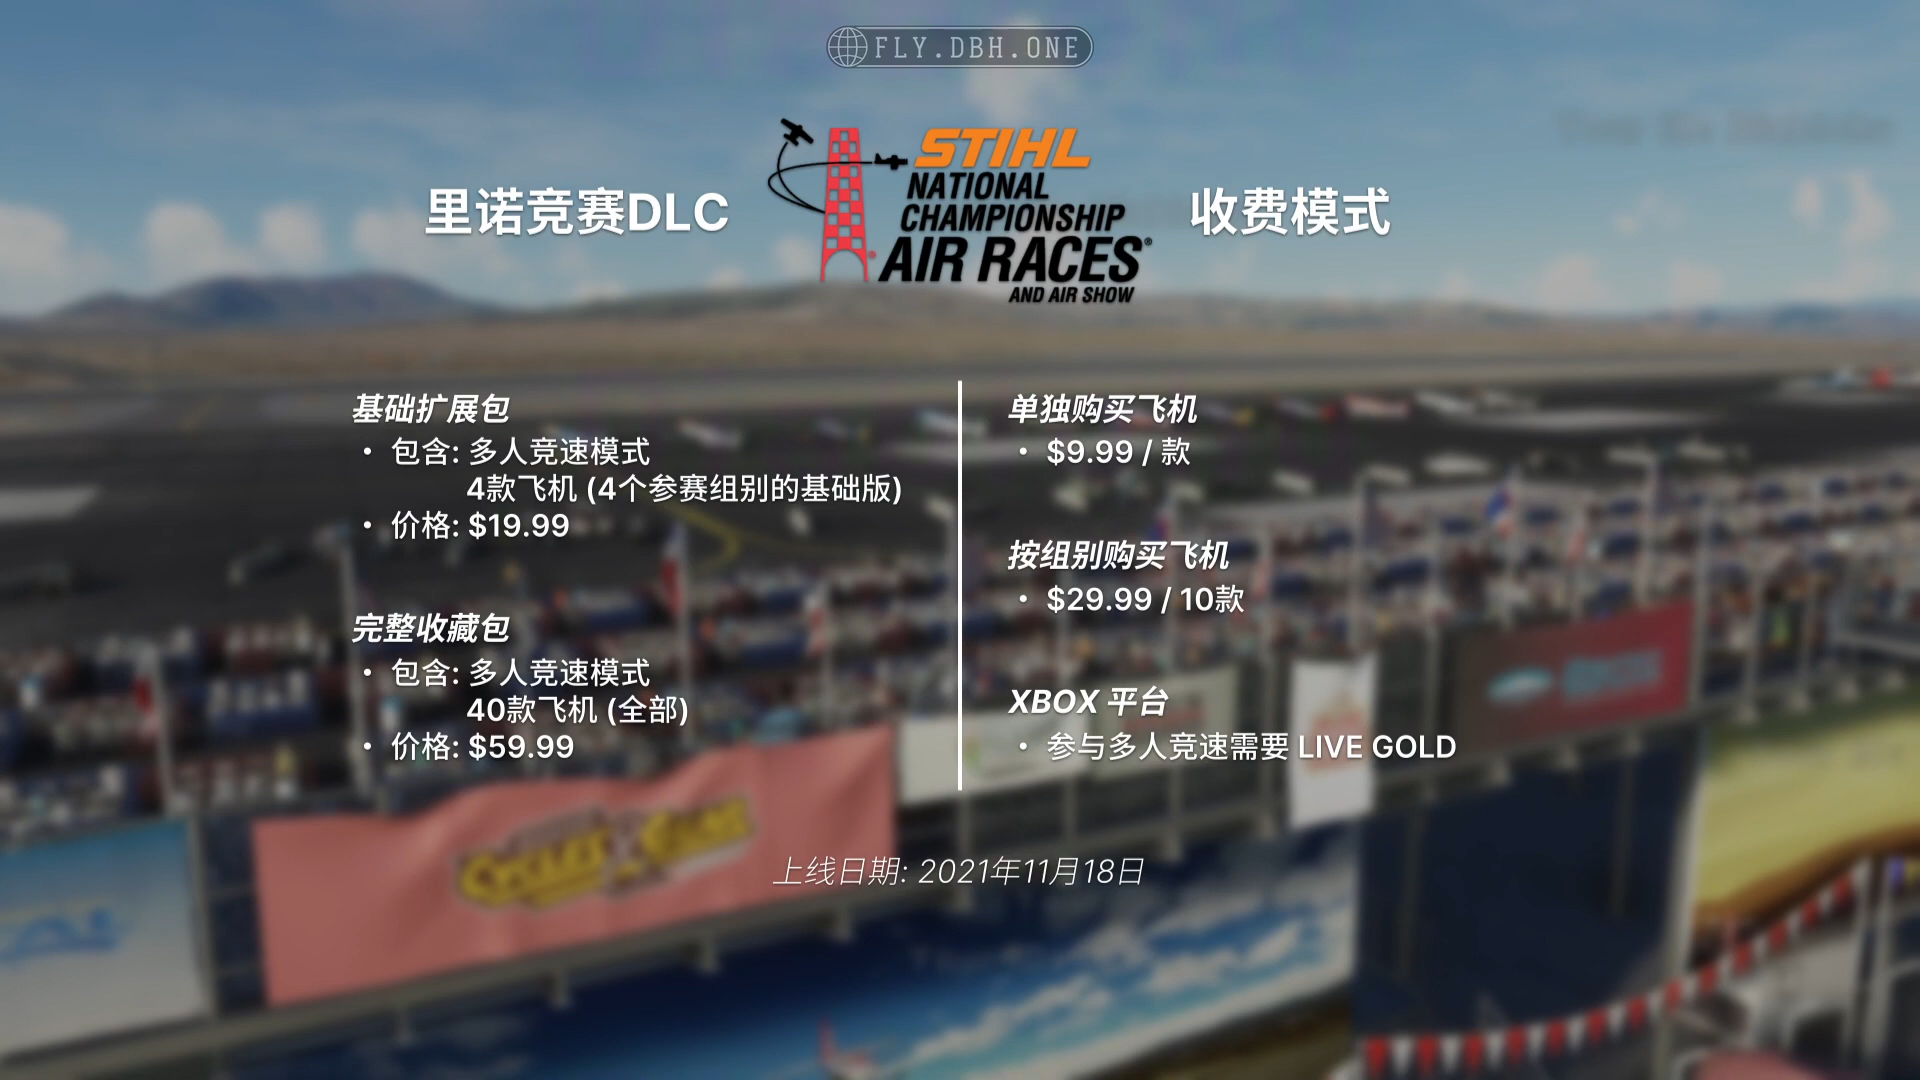 FLY.DBH.ONE
里诺竞赛DLC
STIHL
NATIONAL
CHAMPIONSHIP
AIR RACES®
AND AIR SHOW
收费模式
基础扩展包
• 包含: 多人竞速模式
4款飞机 (4个参赛组别的基础版)
• 价格: $19.99
完整收藏包
• 包含: 多人竞速模式
40款飞机 (全部)
• 价格: $59.99
单独购买飞机
• $9.99 / 款
按组别购买飞机
• $29.99 / 10款
XBOX 平台
• 参与多人竞速需要 LIVE GOLD
上线日期: 2021年11月18日